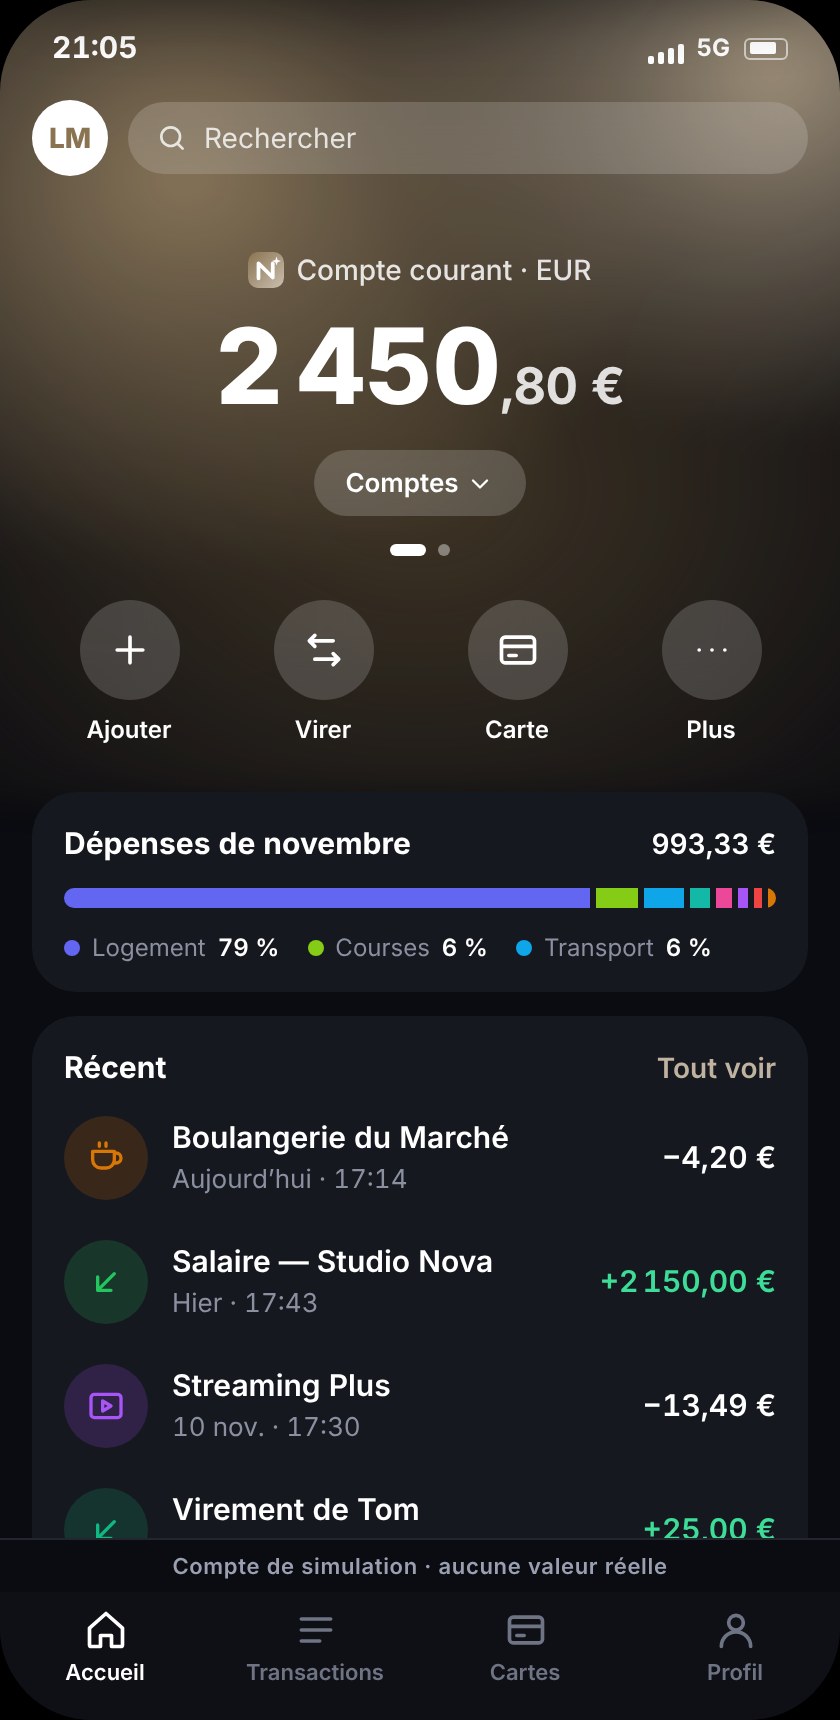 21:05
5G
LM
Rechercher
N
Compte courant · EUR
2 450,80 €
Comptes
Ajouter
Virer
Carte
Plus
Dépenses de novembre
993,33 €
Logement 79 %
Courses 6 %
Transport 6 %
Récent
Tout voir
Boulangerie du Marché
−4,20 €
Aujourd’hui · 17:14
Salaire — Studio Nova
+2 150,00 €
Hier · 17:43
Streaming Plus
−13,49 €
10 nov. · 17:30
Virement de Tom
+25,00 €
Compte de simulation · aucune valeur réelle
Accueil
Transactions
Cartes
Profil